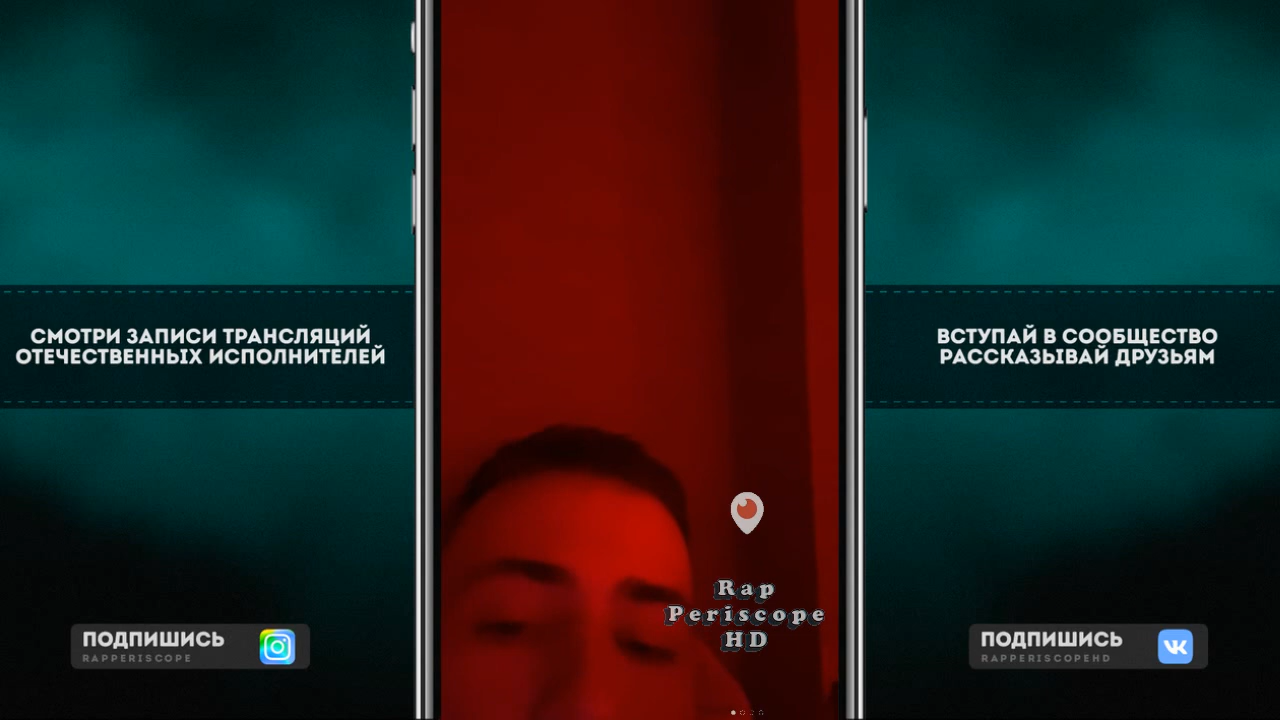 СМОТРИ ЗАПИСИ ТРАНСЛЯЦИЙ
ОТЕЧЕСТВЕННЫХ ИСПОЛНИТЕЛЕЙ
ПОДПИШИСЬ
RAPPERISCOPE
Rap
Periscope
HD
ВСТУПАЙ В СООБЩЕСТВО
РАССКАЗЫВАЙ ДРУЗЬЯМ
ПОДПИШИСЬ
RAPPERISCOPEHD